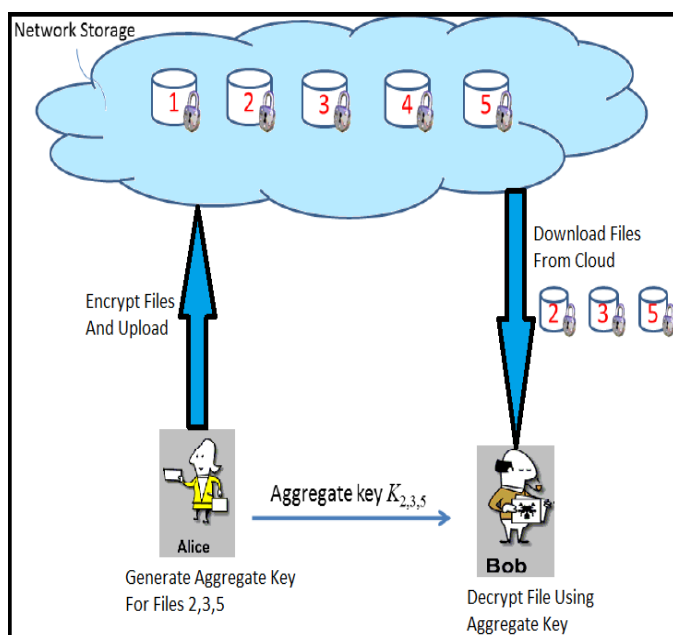 Network Storage
1 2 3 4 5
Download Files
From Cloud
Encrypt Files
And Upload
2 3 5
Alice
Aggregate key K2,3,5
Bob
Generate Aggregate Key
For Files 2,3,5
Decrypt File Using
Aggregate Key